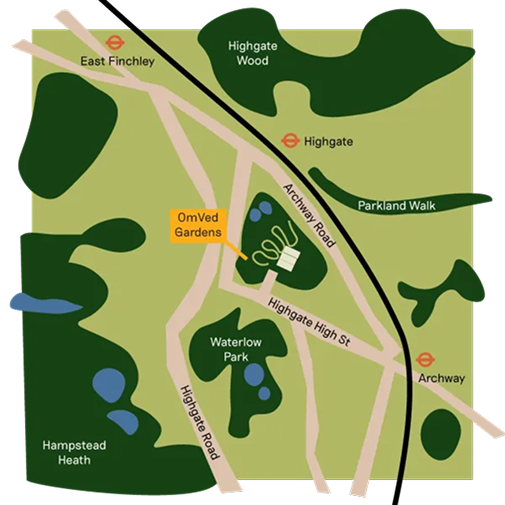 Highgate
Wood
East Finchley
Highgate
Archway Road
Parkland Walk
OmVed
Gardens
Highgate High St
Waterlow
Park
Archway
Highgate Road
Hampstead
Heath